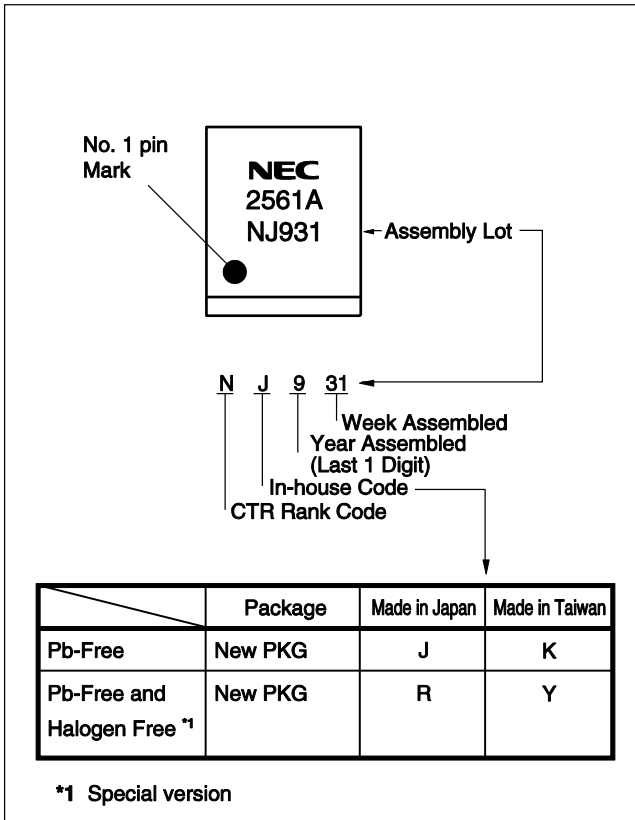 No. 1 pin
Mark
NEC
2561A
NJ931
Assembly Lot
N J 9 31
Week Assembled
Year Assembled
(Last 1 Digit)
In-house Code
CTR Rank Code
Package Made in Japan Made in Taiwan
Pb-Free New PKG J K
Pb-Free and New PKG R Y
Halogen Free *1
*1 Special version